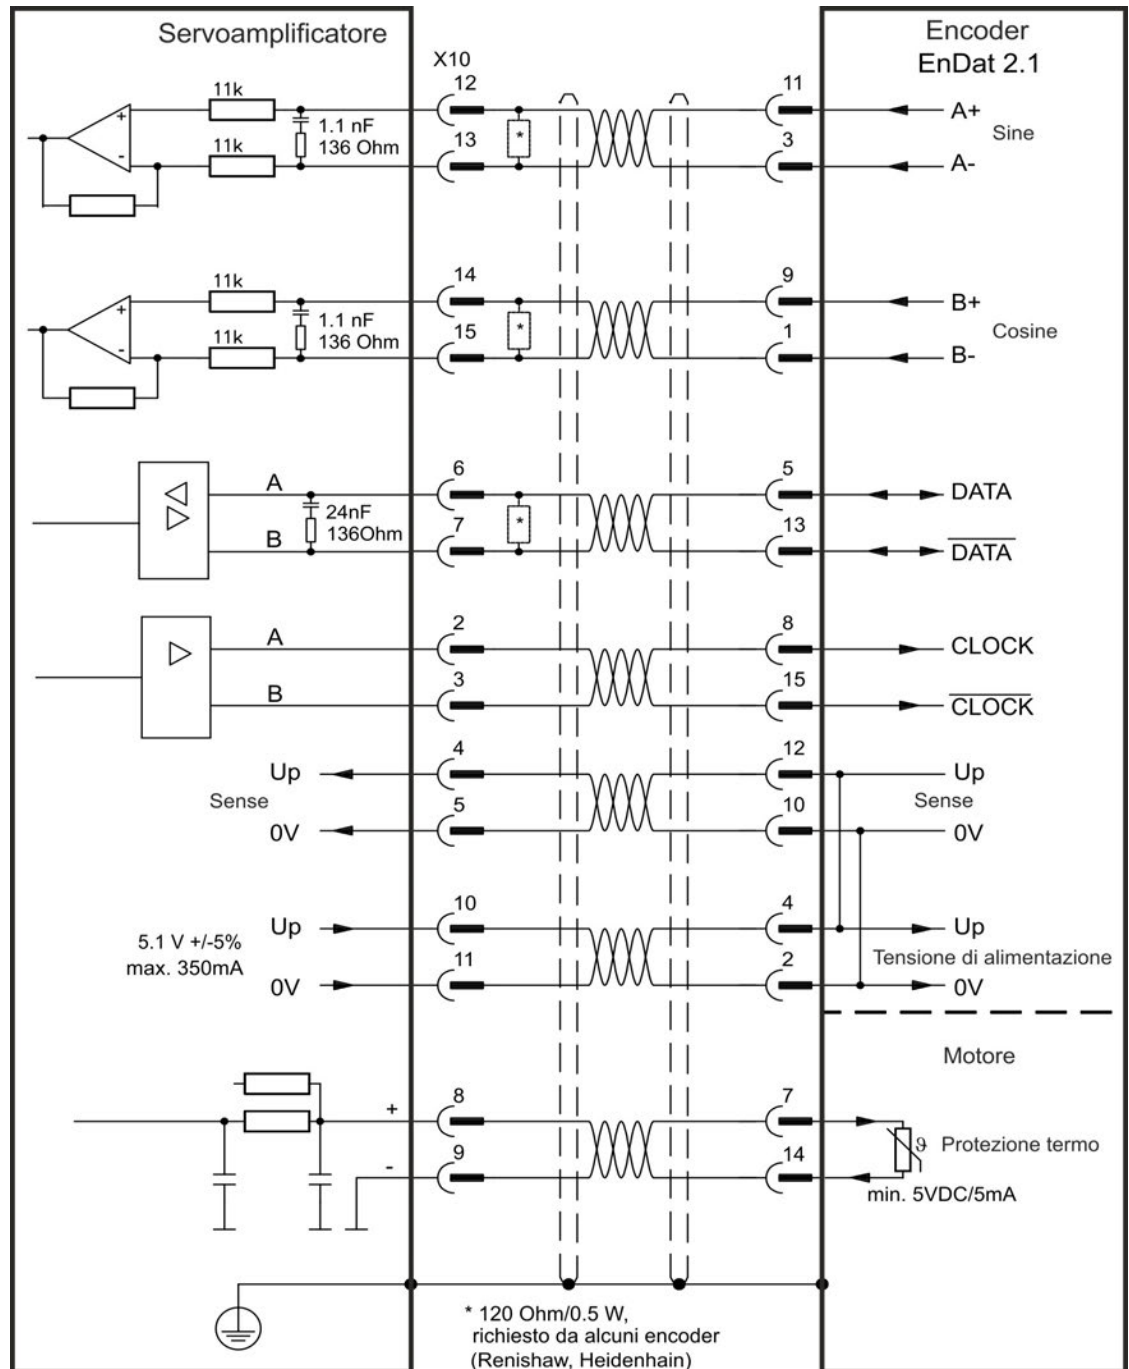 Servoamplificatore
Encoder
EnDat 2.1
X10
11k
12
11
A+
+
1.1 nF
136 Ohm
*
Sine
11k
13
3
A-
-
11k
14
9
B+
+
1.1 nF
136 Ohm
*
Cosine
11k
15
1
B-
-
A
6
5
DATA
24nF
136Ohm
*
B
7
13
DATA
A
2
8
CLOCK
B
3
15
CLOCK
Up
4
12
Up
Sense
Sense
0V
5
10
0V
Up
10
4
Up
5.1 V +/-5%
max. 350mA
Tensione di alimentazione
0V
11
2
0V
Motore
+
8
7
ϑ Protezione termo
-
9
14
min. 5VDC/5mA
* 120 Ohm/0.5 W,
richiesto da alcuni encoder
(Renishaw, Heidenhain)